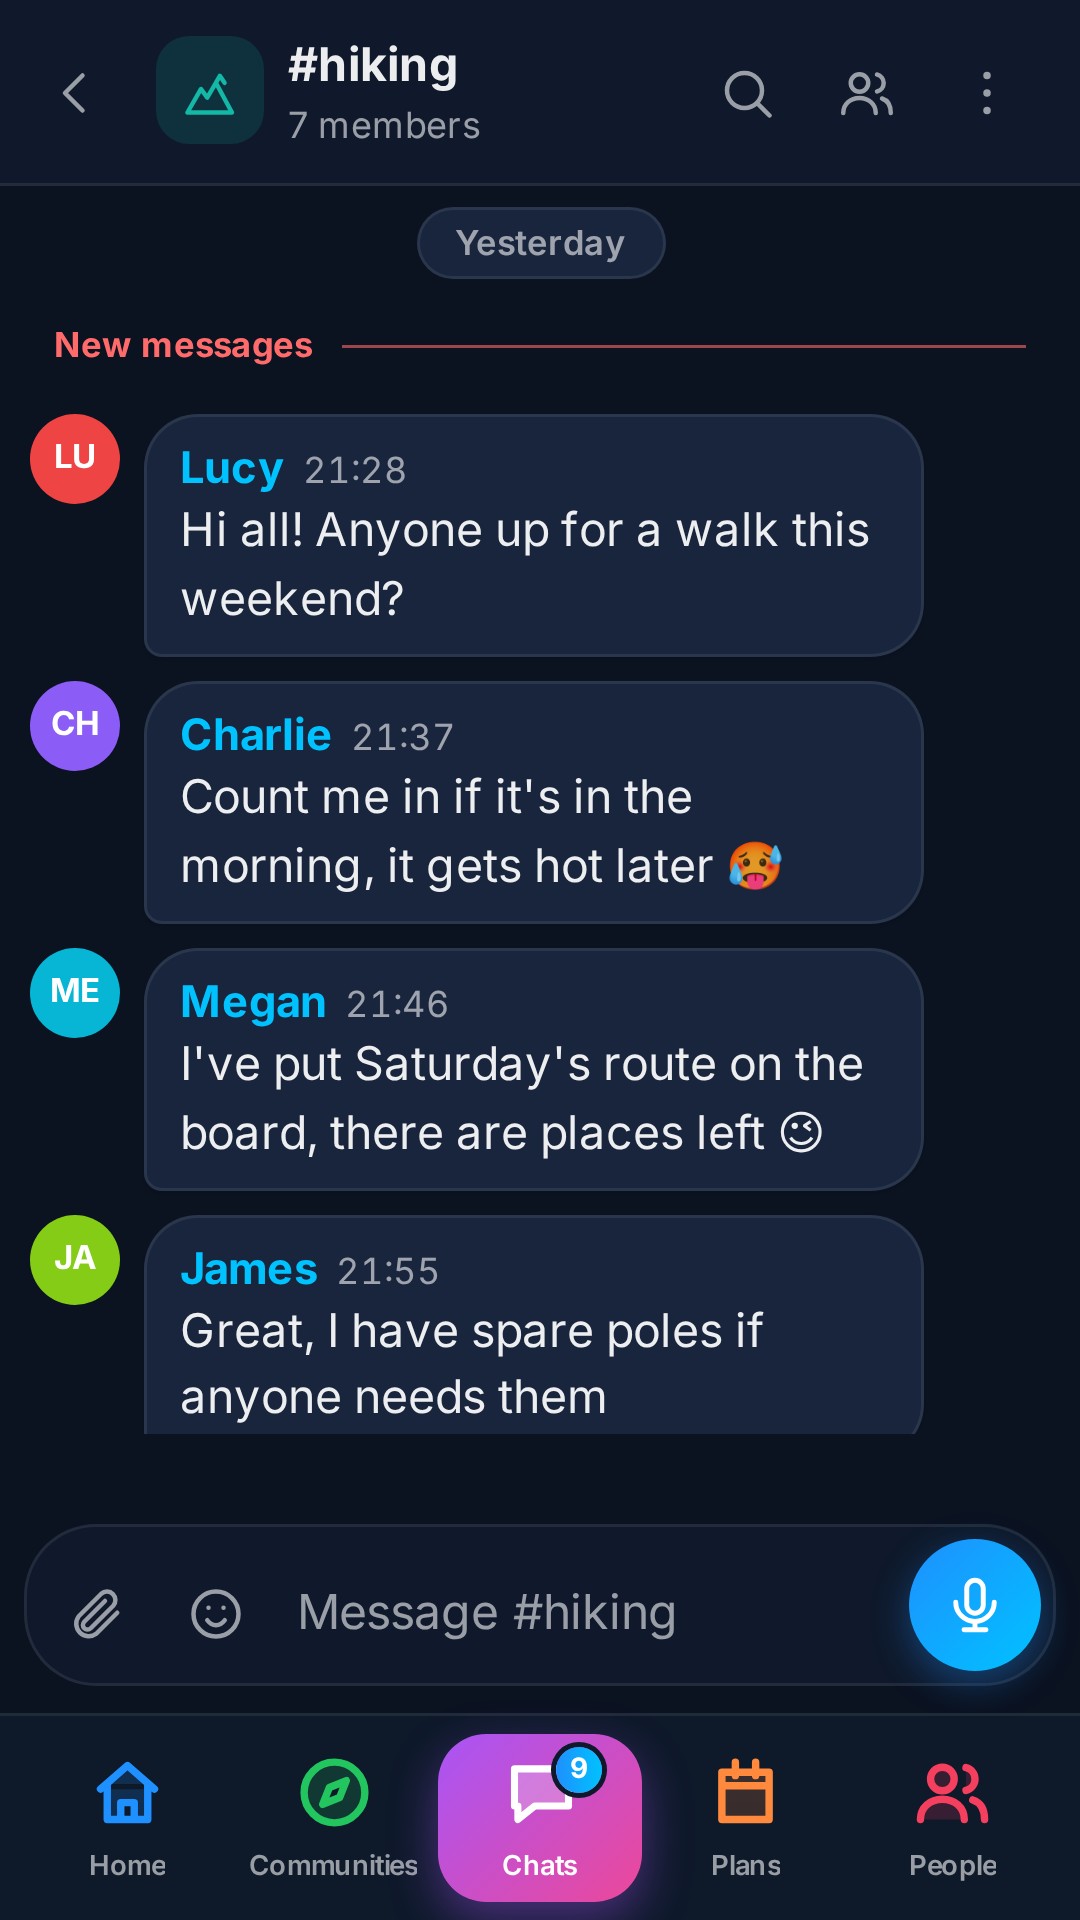 #hiking
7 members
Yesterday
New messages
LU
Lucy 21:28
Hi all! Anyone up for a walk this
weekend?
CH
Charlie 21:37
Count me in if it's in the
morning, it gets hot later 🥵
ME
Megan 21:46
I've put Saturday's route on the
board, there are places left 😉
JA
James 21:55
Great, I have spare poles if
anyone needs them
Message #hiking
9
Home
Communities
Chats
Plans
People